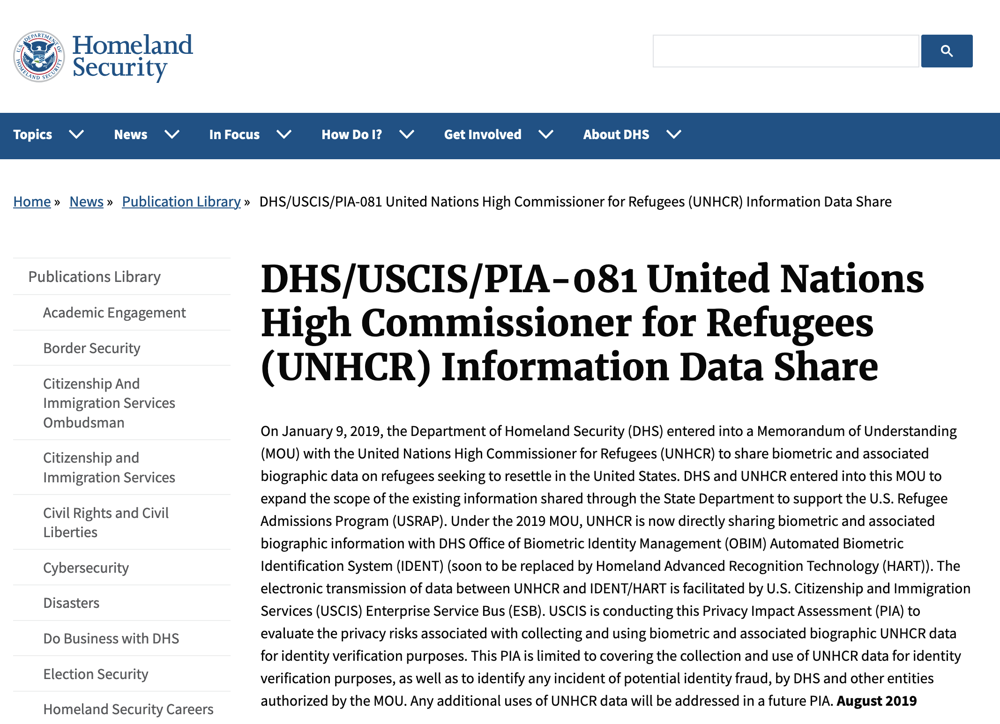 U.S. DEPARTMENT OF HOMELAND SECURITY
Homeland
Security
Topics
News
In Focus
How Do I?
Get Involved
About DHS
Home » News » Publication Library » DHS/USCIS/PIA-081 United Nations High Commissioner for Refugees (UNHCR) Information Data Share
Publications Library
Academic Engagement
Border Security
Citizenship And
Immigration Services
Ombudsman
Citizenship and
Immigration Services
Civil Rights and Civil
Liberties
Cybersecurity
Disasters
Do Business with DHS
Election Security
Homeland Security Careers
DHS/USCIS/PIA-081 United Nations
High Commissioner for Refugees
(UNHCR) Information Data Share
On January 9, 2019, the Department of Homeland Security (DHS) entered into a Memorandum of Understanding
(MOU) with the United Nations High Commissioner for Refugees (UNHCR) to share biometric and associated
biographic data on refugees seeking to resettle in the United States. DHS and UNHCR entered into this MOU to
expand the scope of the existing information shared through the State Department to support the U.S. Refugee
Admissions Program (USRAP). Under the 2019 MOU, UNHCR is now directly sharing biometric and associated
biographic information with DHS Office of Biometric Identity Management (OBIM) Automated Biometric
Identification System (IDENT) (soon to be replaced by Homeland Advanced Recognition Technology (HART)). The
electronic transmission of data between UNHCR and IDENT/HART is facilitated by U.S. Citizenship and Immigration
Services (USCIS) Enterprise Service Bus (ESB). USCIS is conducting this Privacy Impact Assessment (PIA) to
evaluate the privacy risks associated with collecting and using biometric and associated biographic UNHCR data
for identity verification purposes. This PIA is limited to covering the collection and use of UNHCR data for identity
verification purposes, as well as to identify any incident of potential identity fraud, by DHS and other entities
authorized by the MOU. Any additional uses of UNHCR data will be addressed in a future PIA. August 2019